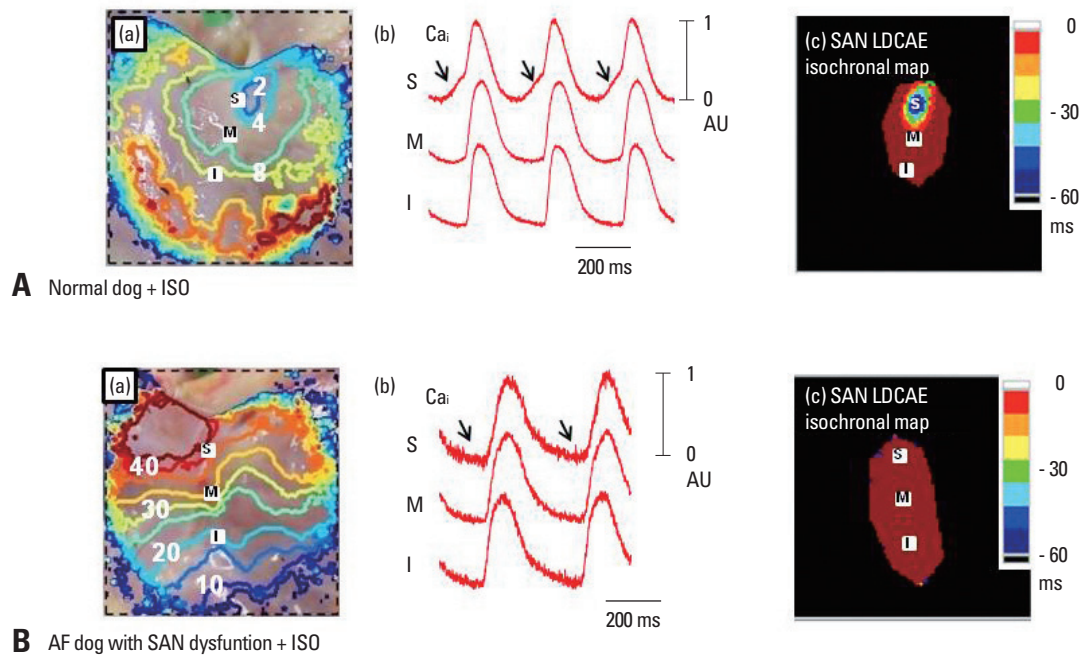 (a)
2
S
4
M
8
I
(b)
Ca i
S
M
I
1
0
AU
200 ms
(c) SAN LDCAE
isochronal map
S
M
I
0
- 30
- 60
ms
A Normal dog + ISO
(a)
S
40
M
30
I
20
10
(b)
Ca i
S
M
I
1
0
AU
200 ms
(c) SAN LDCAE
isochronal map
S
M
I
0
- 30
- 60
ms
B AF dog with SAN dysfuntion + ISO